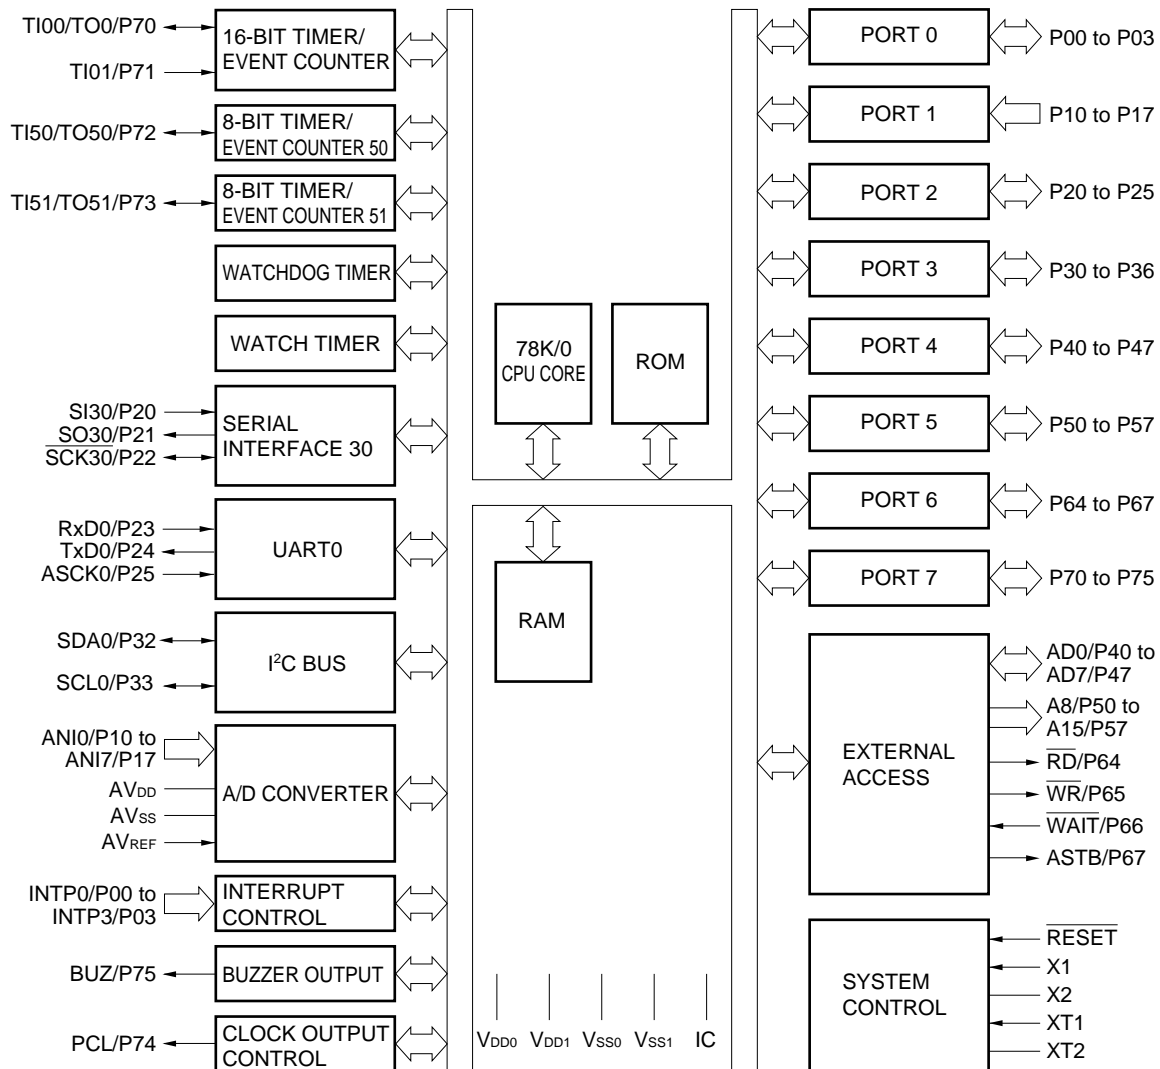 TI00/TO0/P70
TI01/P71
16-BIT TIMER/
EVENT COUNTER
TI50/TO50/P72
8-BIT TIMER/
EVENT COUNTER 50
TI51/TO51/P73
8-BIT TIMER/
EVENT COUNTER 51
WATCHDOG TIMER
WATCH TIMER
SI30/P20
SO30/P21
SCK30/P22
SERIAL
INTERFACE 30
RxD0/P23
TxD0/P24
ASCK0/P25
UART0
SDA0/P32
SCL0/P33
I²C BUS
ANI0/P10 to
ANI7/P17
AVDD
AVSS
AVREF
A/D CONVERTER
INTP0/P00 to
INTP3/P03
INTERRUPT
CONTROL
BUZ/P75
BUZZER OUTPUT
PCL/P74
CLOCK OUTPUT
CONTROL
78K/0
CPU CORE
ROM
RAM
VDD0 VDD1 VSS0 VSS1 IC
PORT 0
P00 to P03
PORT 1
P10 to P17
PORT 2
P20 to P25
PORT 3
P30 to P36
PORT 4
P40 to P47
PORT 5
P50 to P57
PORT 6
P64 to P67
PORT 7
P70 to P75
EXTERNAL
ACCESS
AD0/P40 to
AD7/P47
A8/P50 to
A15/P57
RD/P64
WR/P65
WAIT/P66
ASTB/P67
SYSTEM
CONTROL
RESET
X1
X2
XT1
XT2